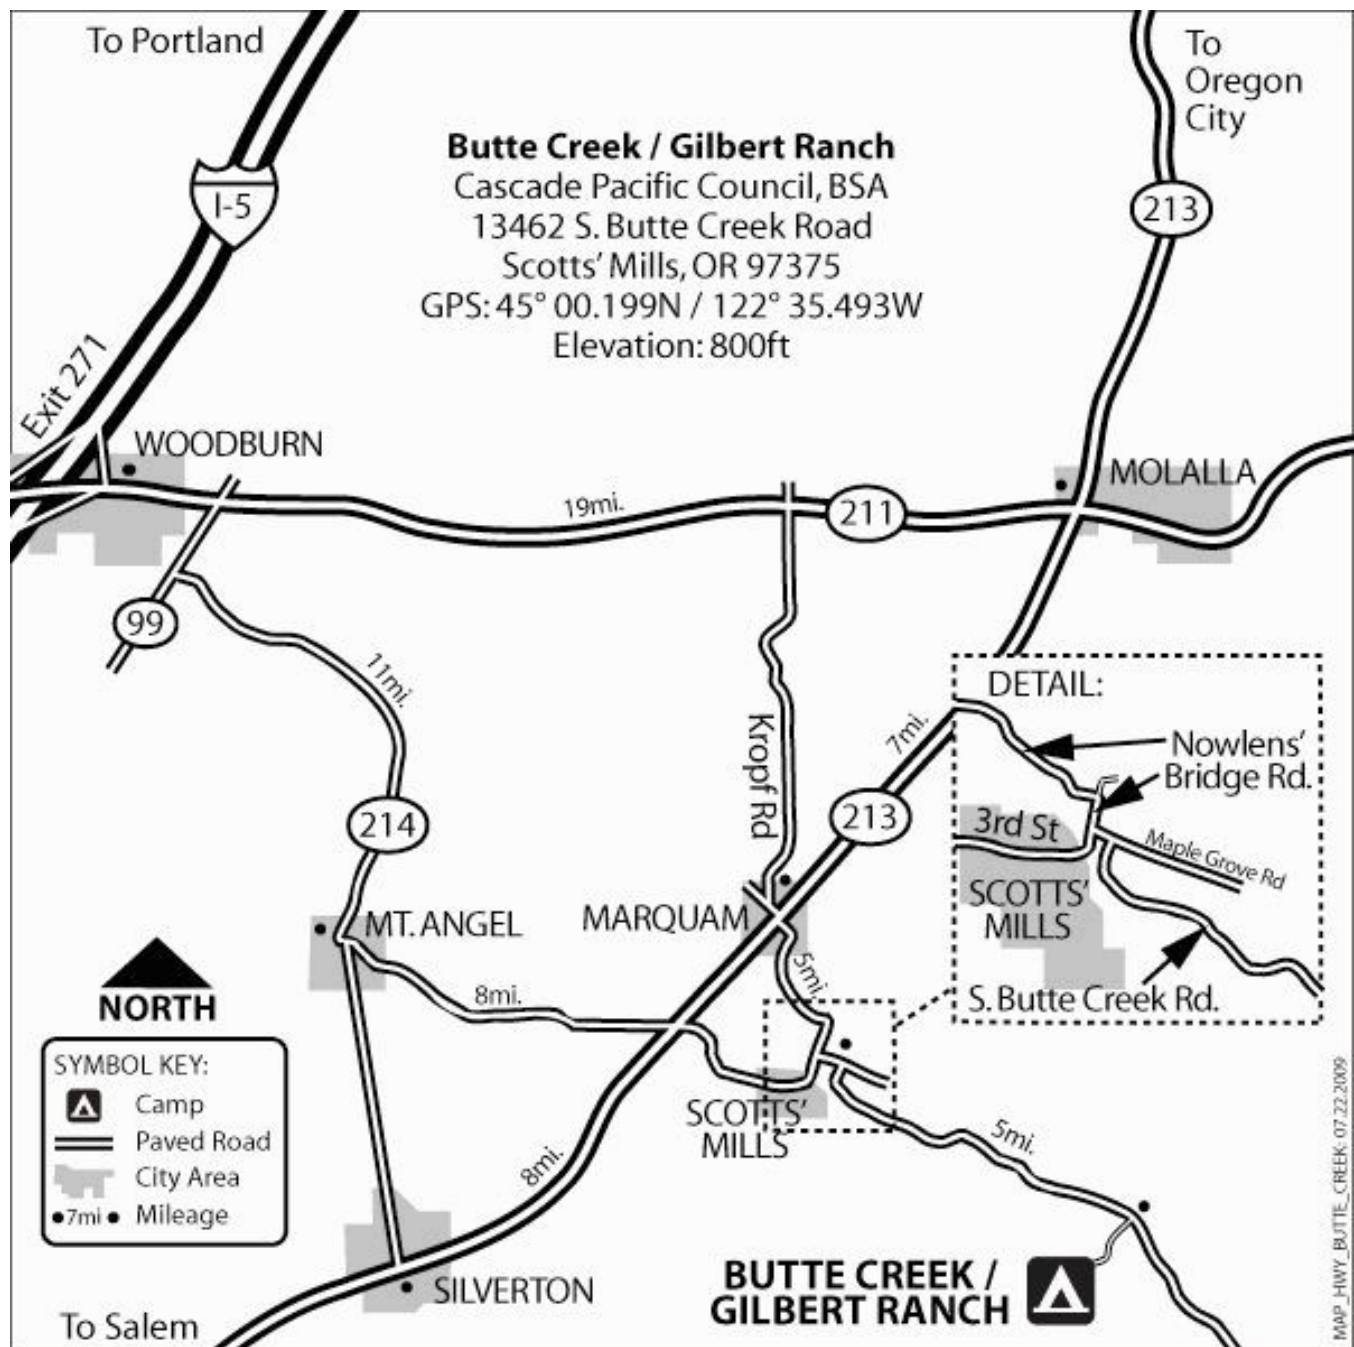 To Portland
To
Oregon
City
Butte Creek / Gilbert Ranch
Cascade Pacific Council, BSA
13462 S. Butte Creek Road
Scotts' Mills, OR 97375
GPS: 45° 00.199N / 122° 35.493W
Elevation: 800ft
I-5
213
Exit 271
WOODBURN
MOLALLA
19mi.
211
99
11mi.
DETAIL:
Nowlens'
Bridge Rd.
3rd St
Maple Grove Rd
SCOTTS'
MILLS
S. Butte Creek Rd.
Kropf Rd
7mi.
213
214
MARQUAM
MT. ANGEL
5mi.
8mi.
NORTH
SYMBOL KEY:
Camp
Paved Road
City Area
7mi
Mileage
SCOTTS'
MILLS
5mi.
8mi.
BUTTE CREEK /
GILBERT RANCH
SILVERTON
To Salem
MAP_HWY_BUTTE_CREEK: 07.22.2009